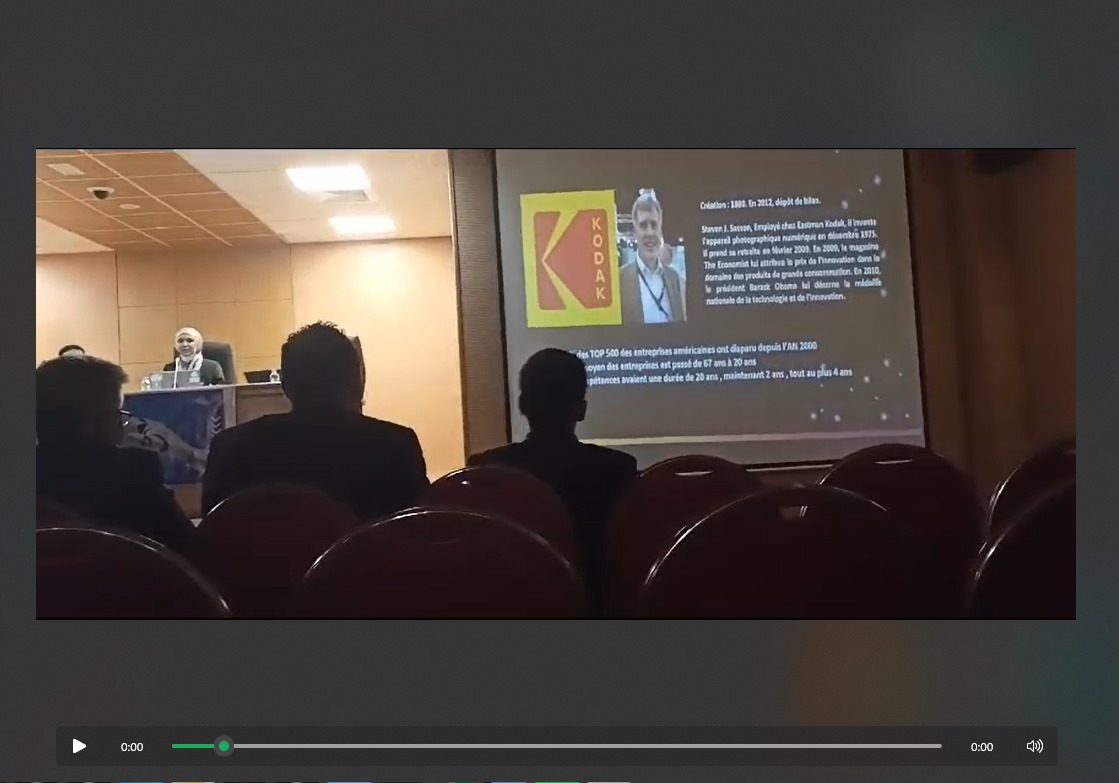 KODAK
Création : 1880. En 2012, dépôt de bilan.
Steven J. Sasson, Employé chez Eastman Kodak, il invente
l'appareil photographique numérique en décembre 1975.
Il prend sa retraite en février 2009. En 2009, le magazine
The Economist lui attribue le prix de l'innovation dans le
domaine des produits de grande consommation. En 2010,
le président Barack Obama lui décerne la médaille
nationale de la technologie et de l'innovation.
des TOP 500 des entreprises américaines ont disparu depuis l'AN 2000
moyen des entreprises est passé de 67 ans à 20 ans
avaient une durée de 20 ans , maintenant 2 ans , tout au plus 4 ans
0:00
0:00